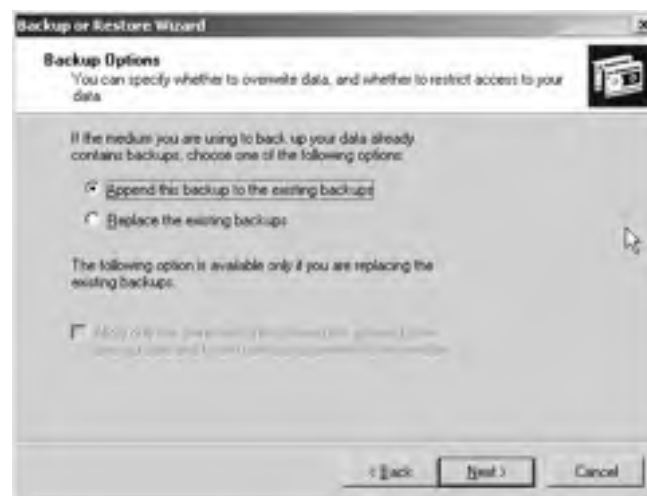 Backup or Restore Wizard
Backup Options
You can specify whether to overwrite data, and whether to restrict access to your
data.
If the medium you are using to back up your data already
contains backups, choose one of the following options:
Append this backup to the existing backups
Replace the existing backups
The following option is available only if you are replacing the
existing backups.
< Back
Next >
Cancel